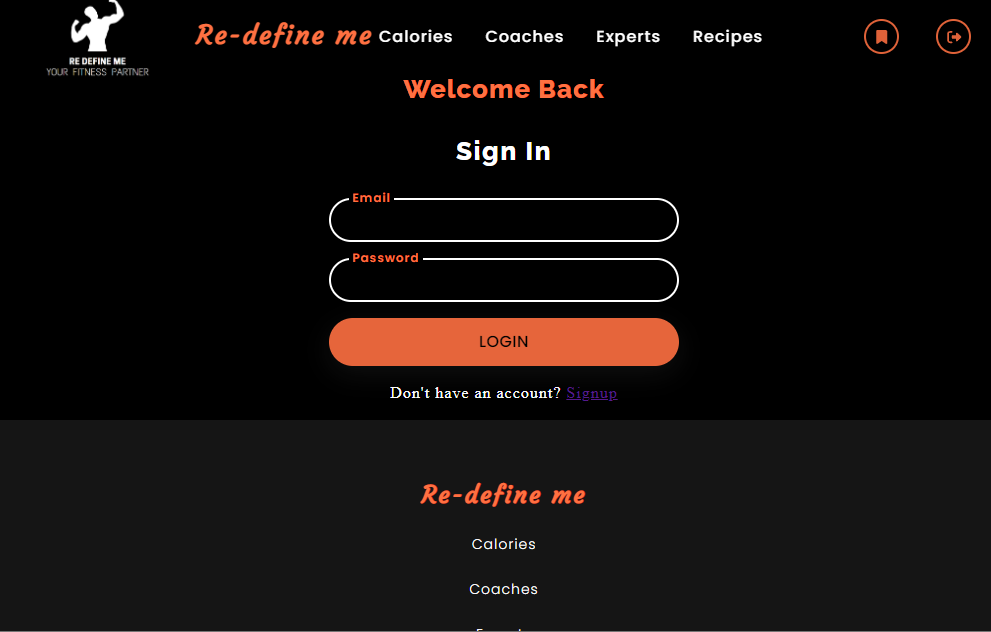 RE DEFINE ME
YOUR FITNESS PARTNER
Re-define me Calories Coaches Experts Recipes
Welcome Back
Sign In
Email
Password
LOGIN
Don't have an account? Signup
Re-define me
Calories
Coaches